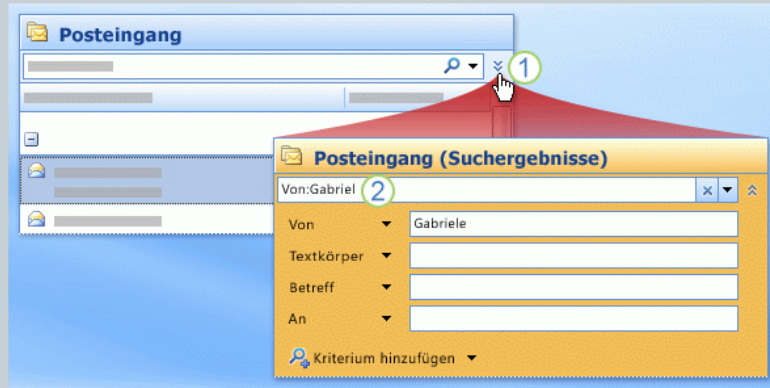 Posteingang
1
Posteingang (Suchergebnisse)
Von:Gabriel 2
Von Gabriele
Textkörper
Betreff
An
Kriterium hinzufügen